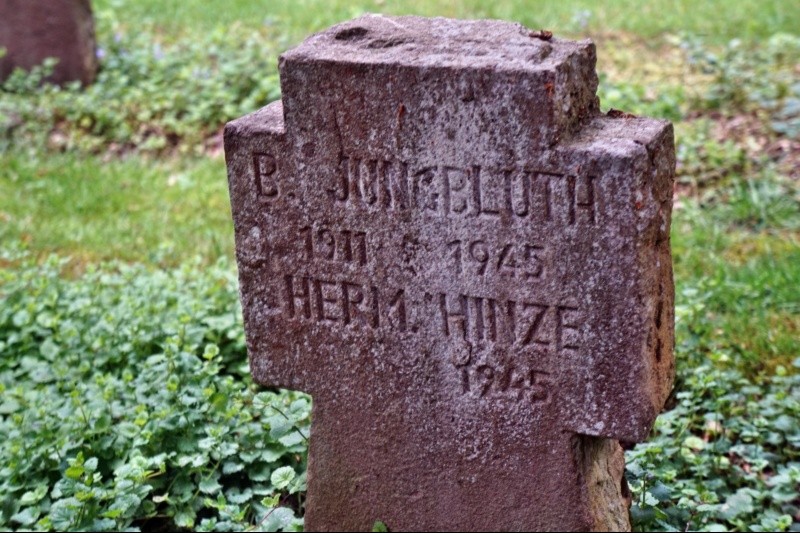 B. JUNGBLUTH
1911 1945
HERM. HINZE
1945